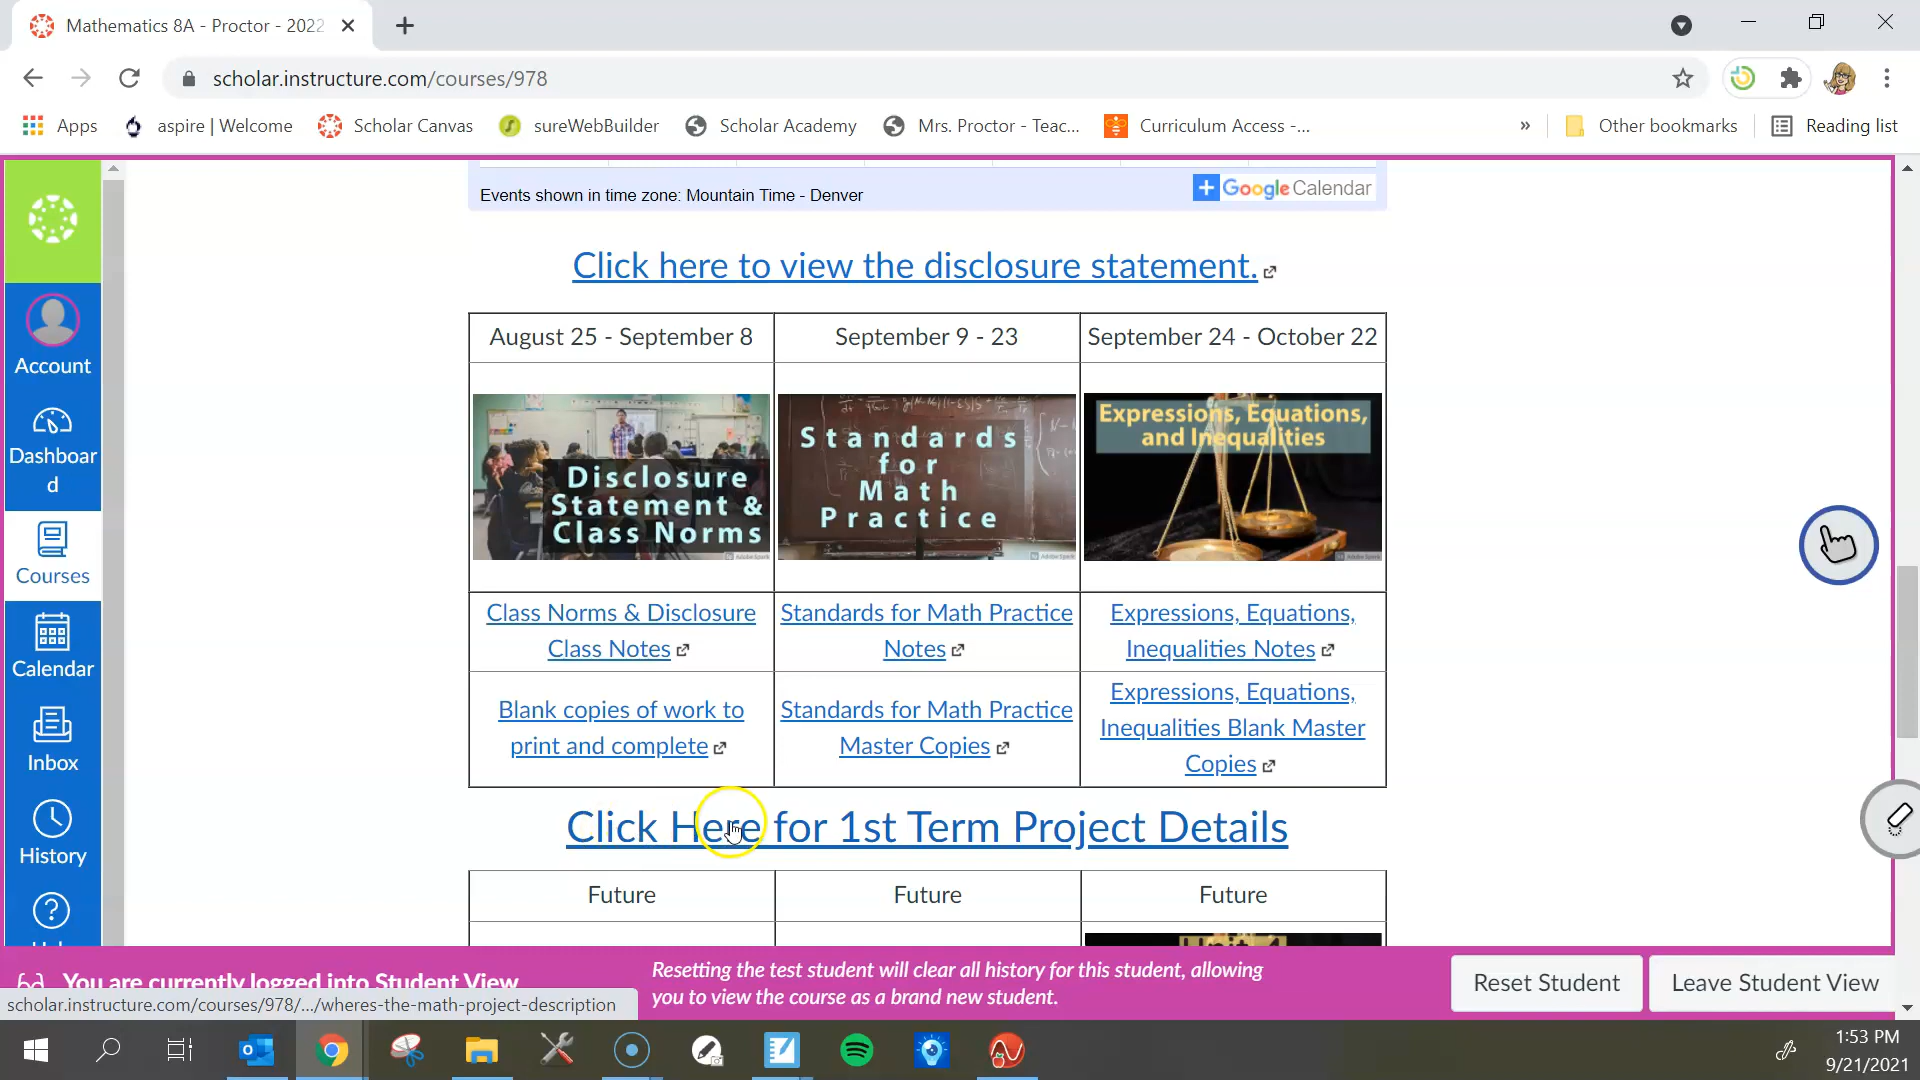 Mathematics 8A - Proctor - 2022
scholar.instructure.com/courses/978
Apps
aspire | Welcome
Scholar Canvas
sureWebBuilder
Scholar Academy
Mrs. Proctor - Teac...
Curriculum Access -...
»
Other bookmarks
Reading list
Events shown in time zone: Mountain Time - Denver
Google Calendar
Click here to view the disclosure statement.
August 25 - September 8
September 9 - 23
September 24 - October 22
Disclosure
Statement &
Class Norms
Standards
for
Math
Practice
Expressions, Equations,
and Inequalities
Class Norms & Disclosure
Class Notes
Standards for Math Practice
Notes
Expressions, Equations,
Inequalities Notes
Blank copies of work to
print and complete
Standards for Math Practice
Master Copies
Expressions, Equations,
Inequalities Blank Master
Copies
Click Here for 1st Term Project Details
Future
Future
Future
Account
Dashboar
d
Courses
Calendar
Inbox
History
You are currently logged into Student View
Resetting the test student will clear all history for this student, allowing
you to view the course as a brand new student.
Reset Student
Leave Student View
scholar.instructure.com/courses/978/.../wheres-the-math-project-description
1:53 PM
9/21/2021